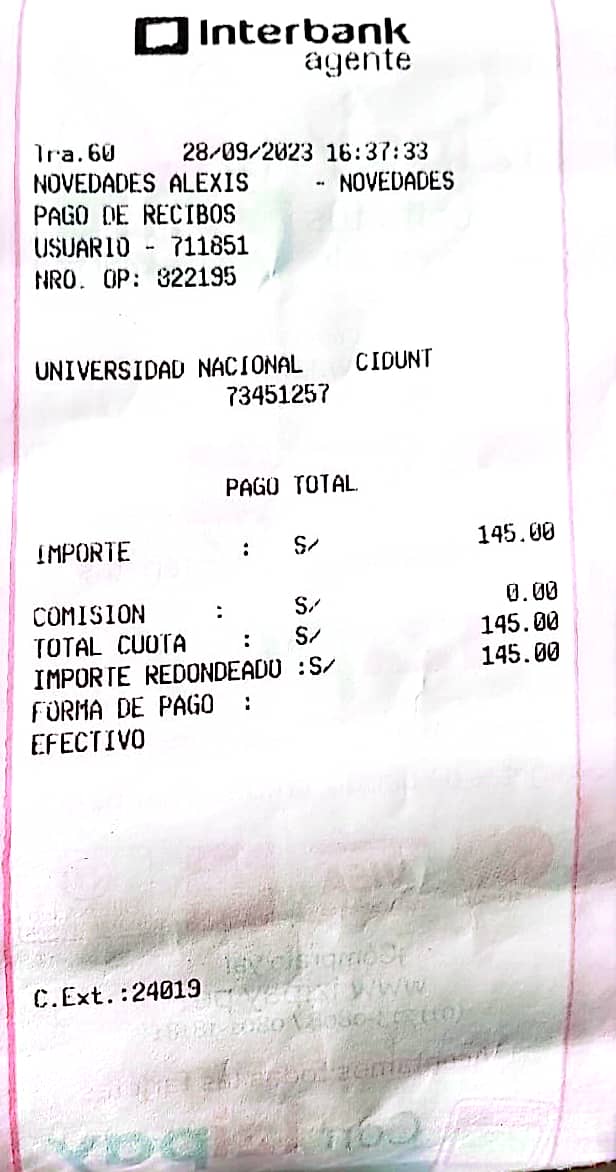 Interbank
agente
Tra.60 28/09/2023 16:37:33
NOVEDADES ALEXIS - NOVEDADES
PAGO DE RECIBOS
USUARIO - 711851
NRO. OP: 822195
UNIVERSIDAD NACIONAL CIDUNT
73451257
PAGO TOTAL
IMPORTE : S/ 145.00
COMISION : S/ 0.00
TOTAL CUOTA : S/ 145.00
IMPORTE REDONDEADO :S/ 145.00
FORMA DE PAGO :
EFECTIVO
C.Ext.:24019